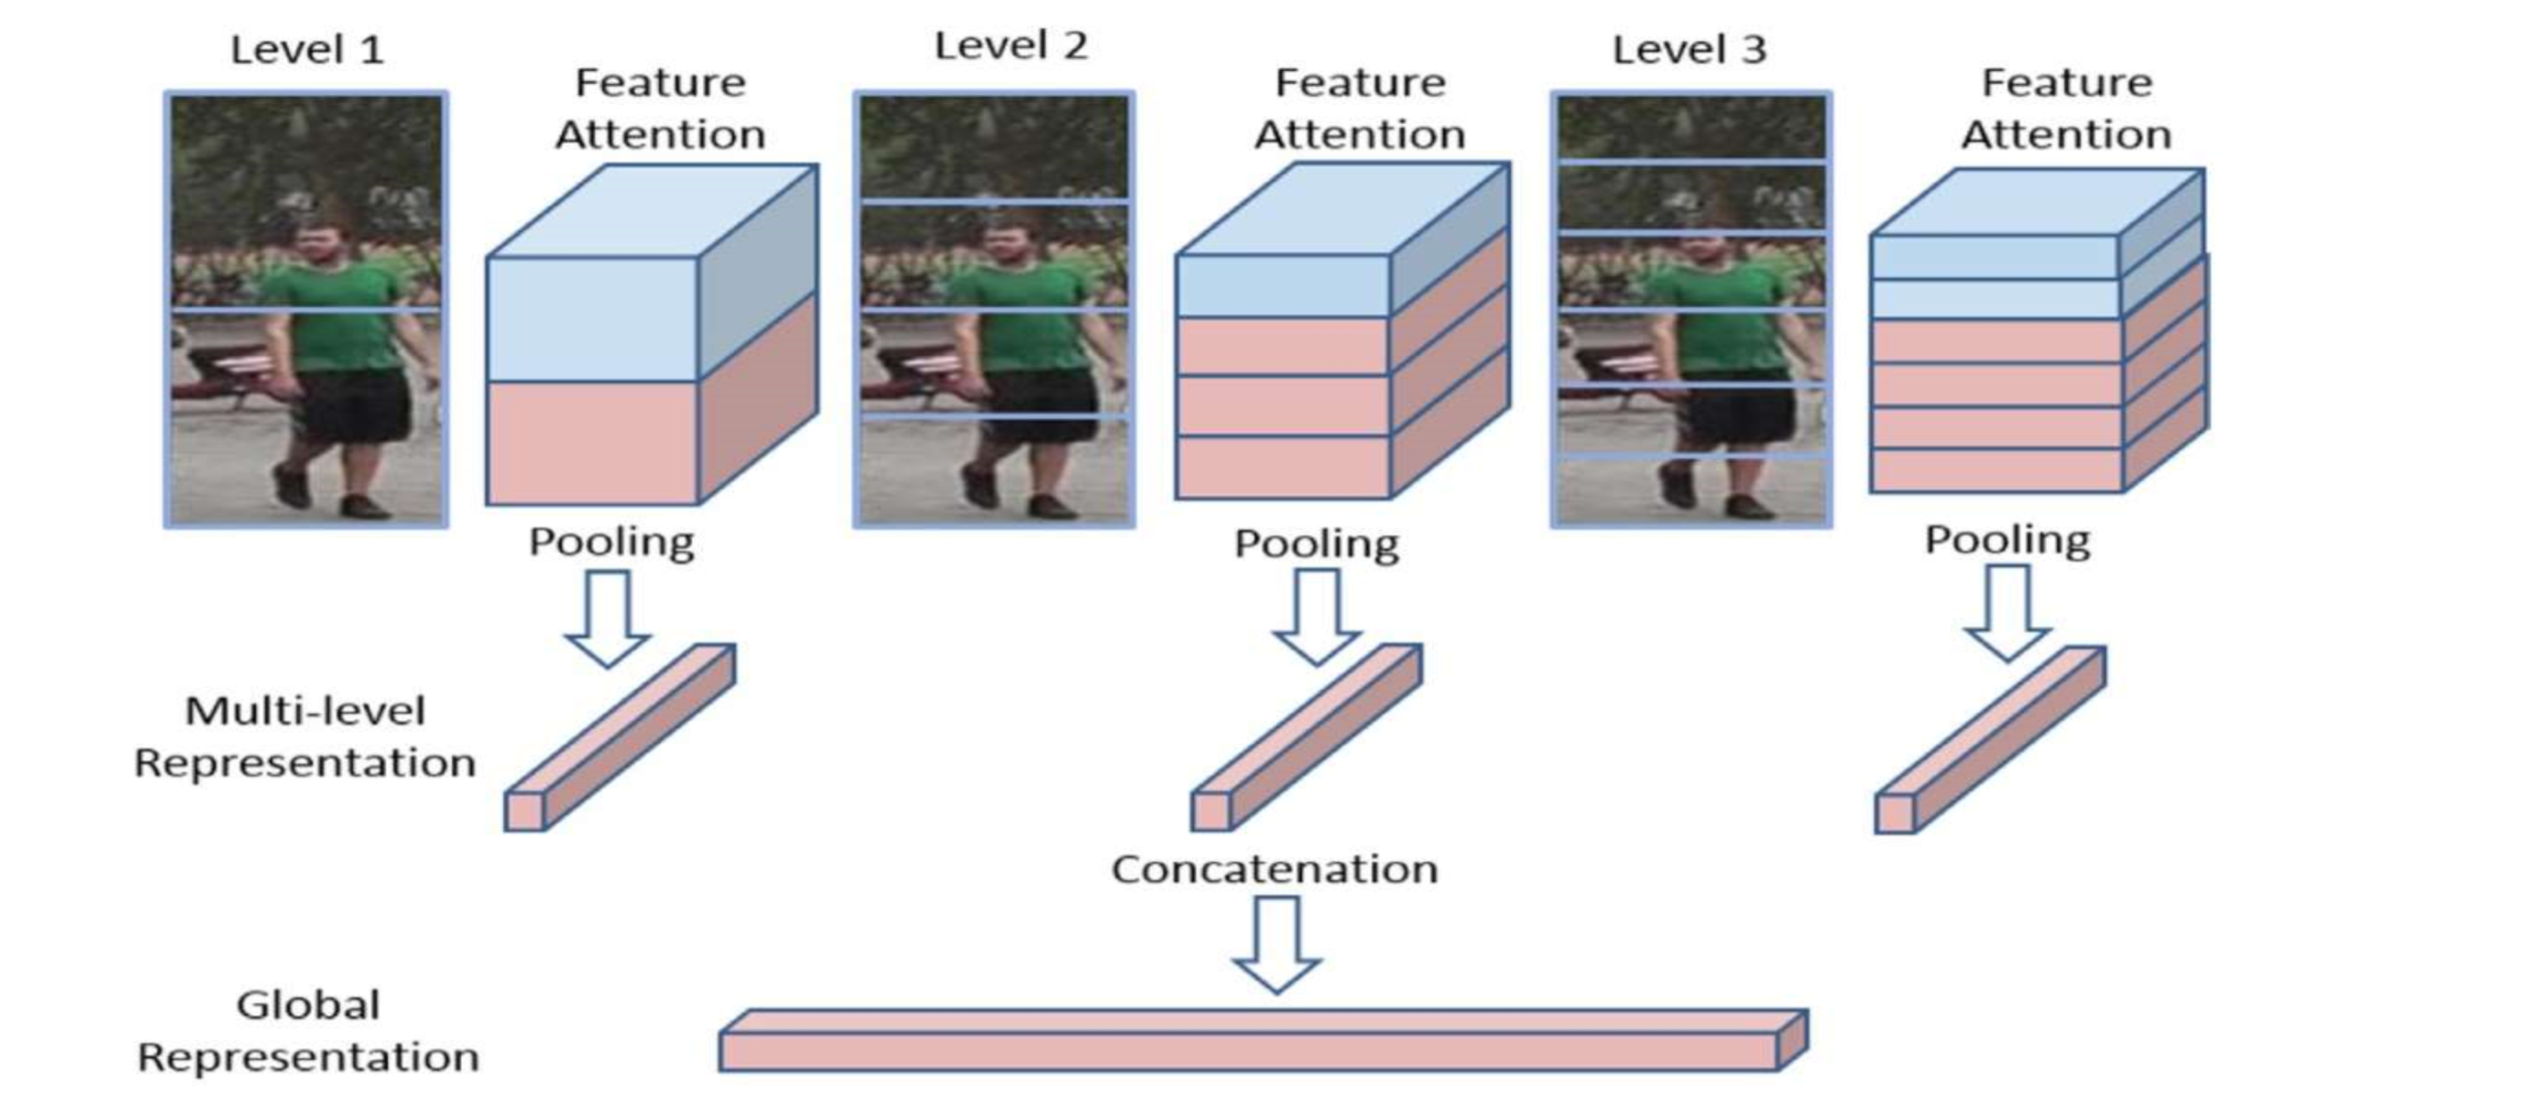 Level 1
Feature
Attention
Level 2
Feature
Attention
Level 3
Feature
Attention
Pooling
Pooling
Pooling
Multi-level
Representation
Concatenation
Global
Representation